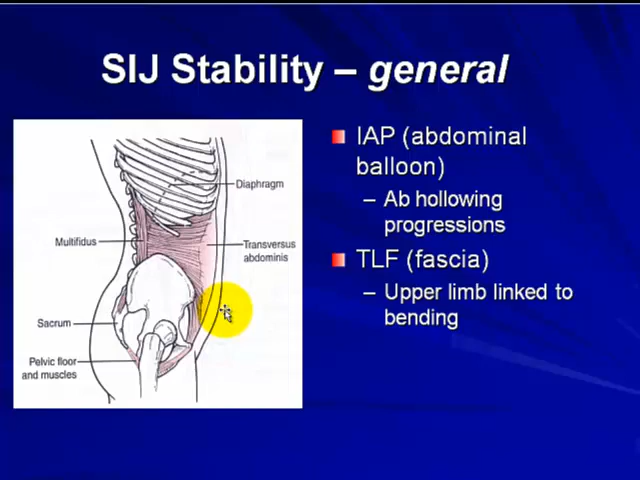 SIJ Stability – general
IAP (abdominal
balloon)
– Ab hollowing
progressions
TLF (fascia)
– Upper limb linked to
bending
Diaphragm
Multifidus
Transversus
abdominis
Sacrum
Pelvic floor
and muscles